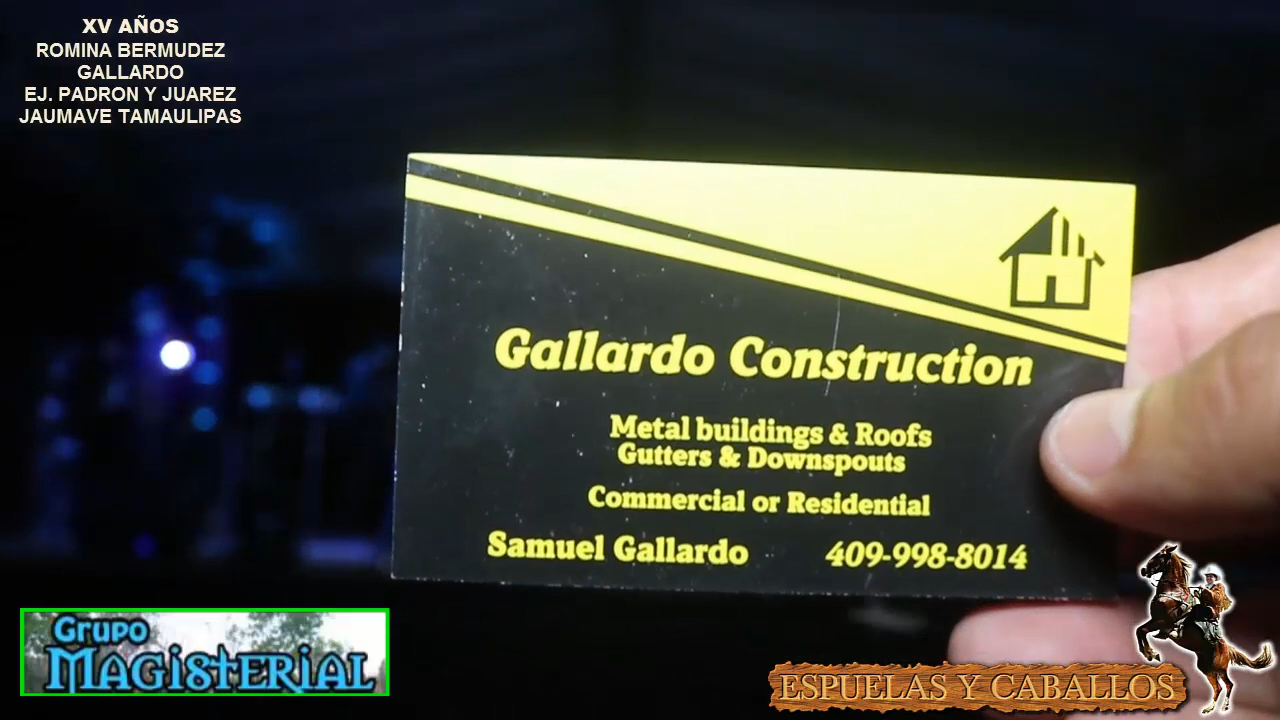 XV AÑOS
ROMINA BERMUDEZ
GALLARDO
EJ. PADRON Y JUAREZ
JAUMAVE TAMAULIPAS
Gallardo Construction
Metal buildings & Roofs
Gutters & Downspouts
Commercial or Residential
Samuel Gallardo 409-998-8014
Grupo
Magisterial
ESPUELAS Y CABALLOS